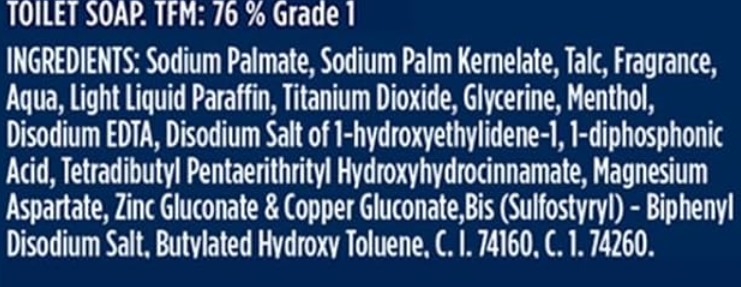 TOILET SOAP. TFM: 76 % Grade 1
INGREDIENTS: Sodium Palmate, Sodium Palm Kernelate, Talc, Fragrance,
Aqua, Light Liquid Paraffin, Titanium Dioxide, Glycerine, Menthol,
Disodium EDTA, Disodium Salt of 1-hydroxyethylidene-1, 1-diphosphonic
Acid, Tetradibutyl Pentaerithrityl Hydroxyhydrocinnamate, Magnesium
Aspartate, Zinc Gluconate & Copper Gluconate,Bis (Sulfostyryl) - Biphenyl
Disodium Salt, Butylated Hydroxy Toluene, C. I. 74160, C. 1. 74260.